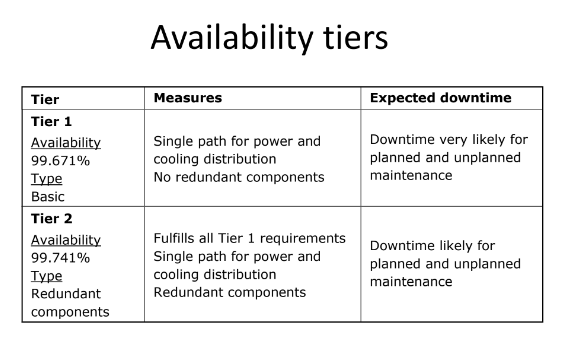 Availability tiers
Tier
Measures
Expected downtime
Tier 1
Availability
99.671%
Type
Basic
Single path for power and
cooling distribution
No redundant components
Downtime very likely for
planned and unplanned
maintenance
Tier 2
Availability
99.741%
Type
Redundant
components
Fulfills all Tier 1 requirements
Single path for power and
cooling distribution
Redundant components
Downtime likely for
planned and unplanned
maintenance